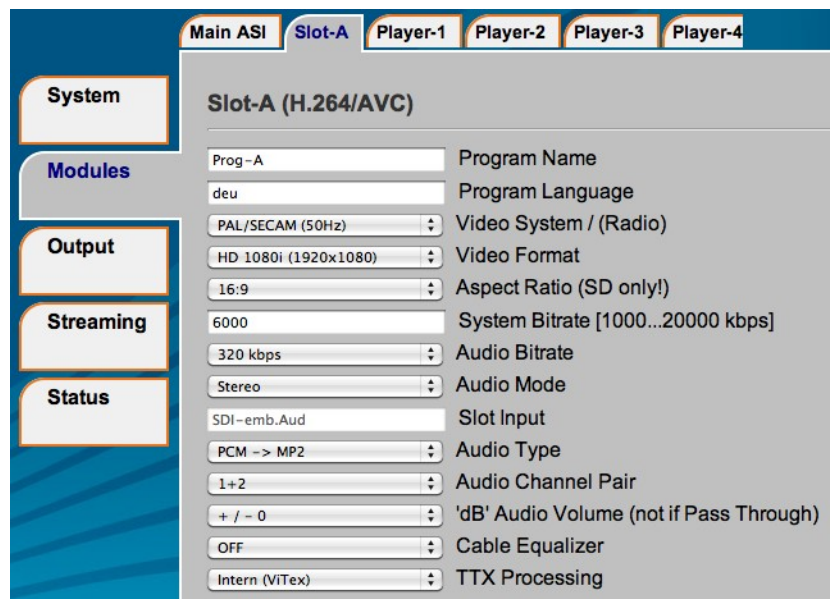 Main ASI Slot-A Player-1 Player-2 Player-3 Player-4
System
Modules
Output
Streaming
Status
Slot-A (H.264/AVC)
Prog-A Program Name
deu Program Language
PAL/SECAM (50Hz) Video System / (Radio)
HD 1080i (1920x1080) Video Format
16:9 Aspect Ratio (SD only!)
6000 System Bitrate [1000...20000 kbps]
320 kbps Audio Bitrate
Stereo Audio Mode
SDI-emb.Aud Slot Input
PCM -> MP2 Audio Type
1+2 Audio Channel Pair
+ / - 0 'dB' Audio Volume (not if Pass Through)
OFF Cable Equalizer
Intern (ViTex) TTX Processing